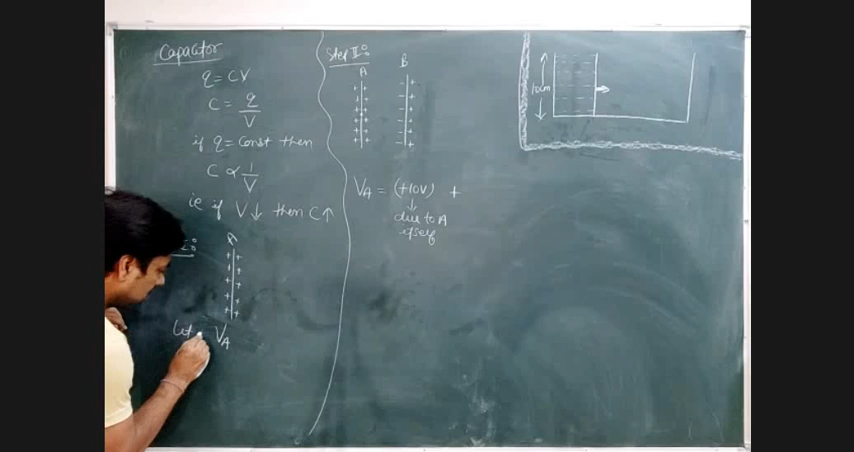 Capacitor
q = CV
C = q/V
if q = const then
C ∝ 1/V
ie if V↓ then C↑
A
+ +
+ +
+ +
+ +
+ +
Let VA
Step II:
A B
+ + - +
+ + - +
+ + - +
+ + - +
+ + - +
+ + - +
VA = (+10V) +
↓
due to A
itself
10cm